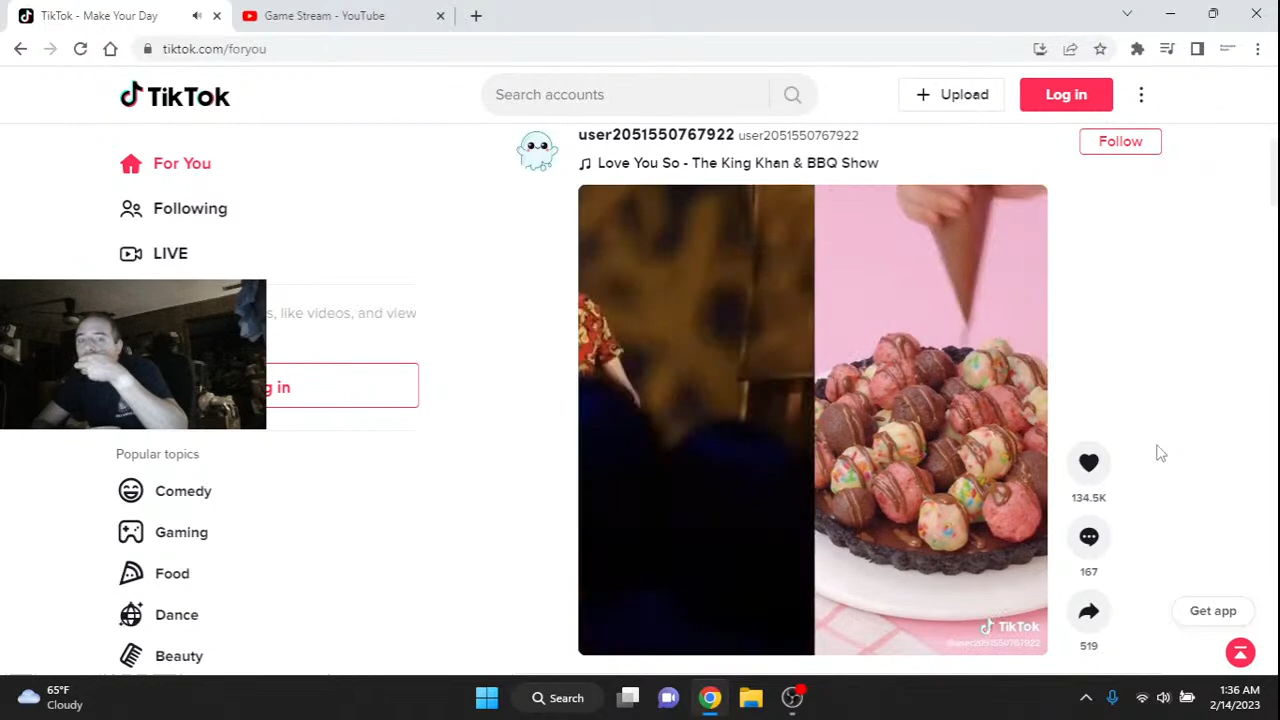 TikTok - Make Your Day
Game Stream - YouTube
tiktok.com/foryou
TikTok
Search accounts
Upload
Log in
user2051550767922 user2051550767922
Follow
Love You So - The King Khan & BBQ Show
For You
Following
LIVE
s, like videos, and view
g in
Popular topics
Comedy
Gaming
Food
Dance
Beauty
134.5K
167
519
TikTok
@user2051550767922
Get app
65°F
Cloudy
Search
1:36 AM
2/14/2023